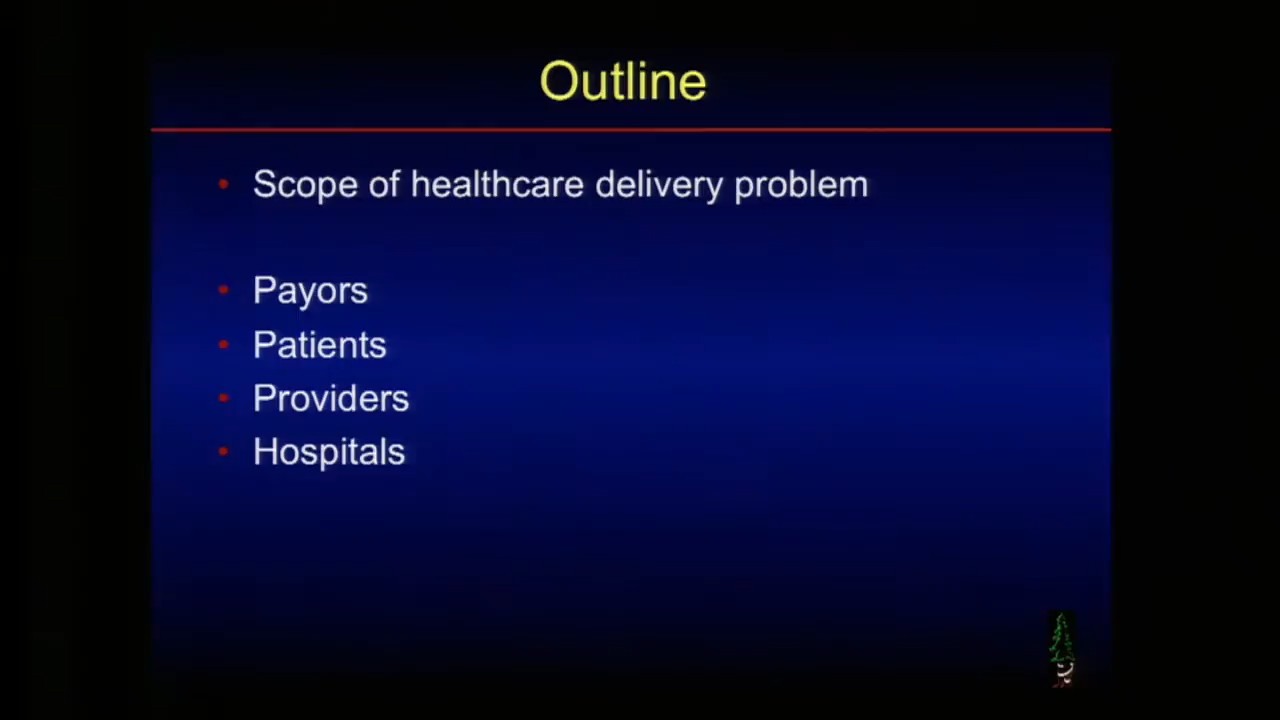 Outline
• Scope of healthcare delivery problem
• Payors
• Patients
• Providers
• Hospitals